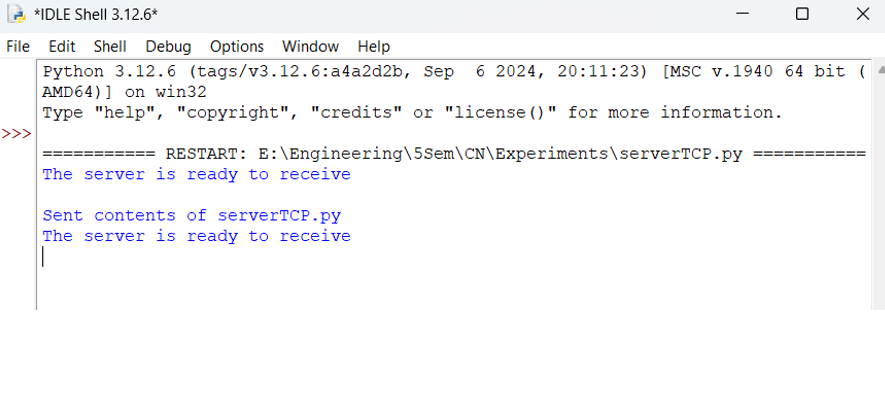 *IDLE Shell 3.12.6*
File Edit Shell Debug Options Window Help
Python 3.12.6 (tags/v3.12.6:a4a2d2b, Sep  6 2024, 20:11:23) [MSC v.1940 64 bit (
AMD64)] on win32
Type "help", "copyright", "credits" or "license()" for more information.
>>>
=========== RESTART: E:\Engineering\5Sem\CN\Experiments\serverTCP.py ===========
The server is ready to receive
Sent contents of serverTCP.py
The server is ready to receive